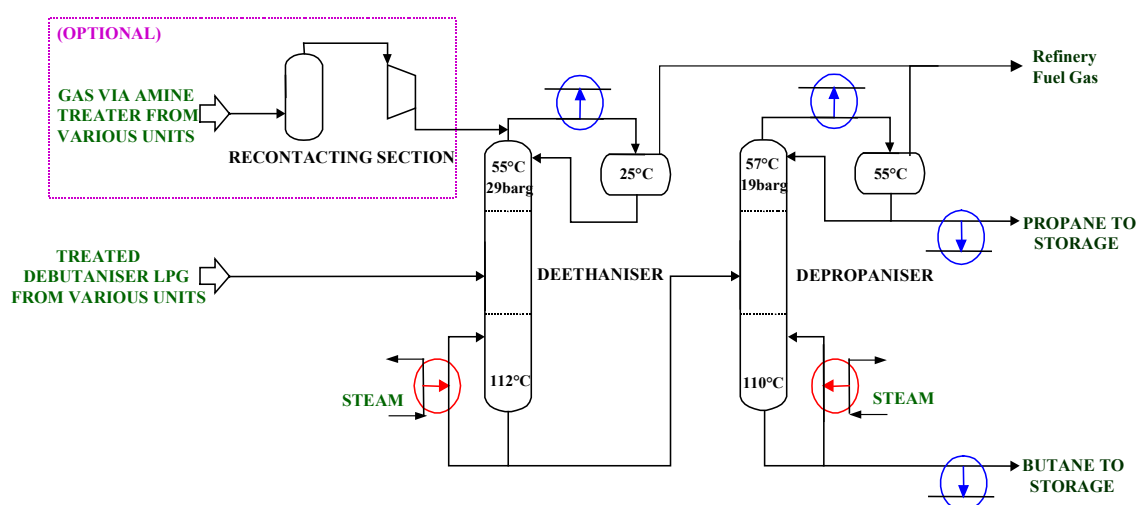 (OPTIONAL)
GAS VIA AMINE
TREATER FROM
VARIOUS UNITS
RECONTACTING SECTION
Refinery
Fuel Gas
55°C
29barg
25°C
57°C
19barg
55°C
PROPANE TO
STORAGE
TREATED
DEBUTANISER LPG
FROM VARIOUS UNITS
DEETHANISER
DEPROPANISER
112°C
110°C
STEAM
STEAM
BUTANE TO
STORAGE